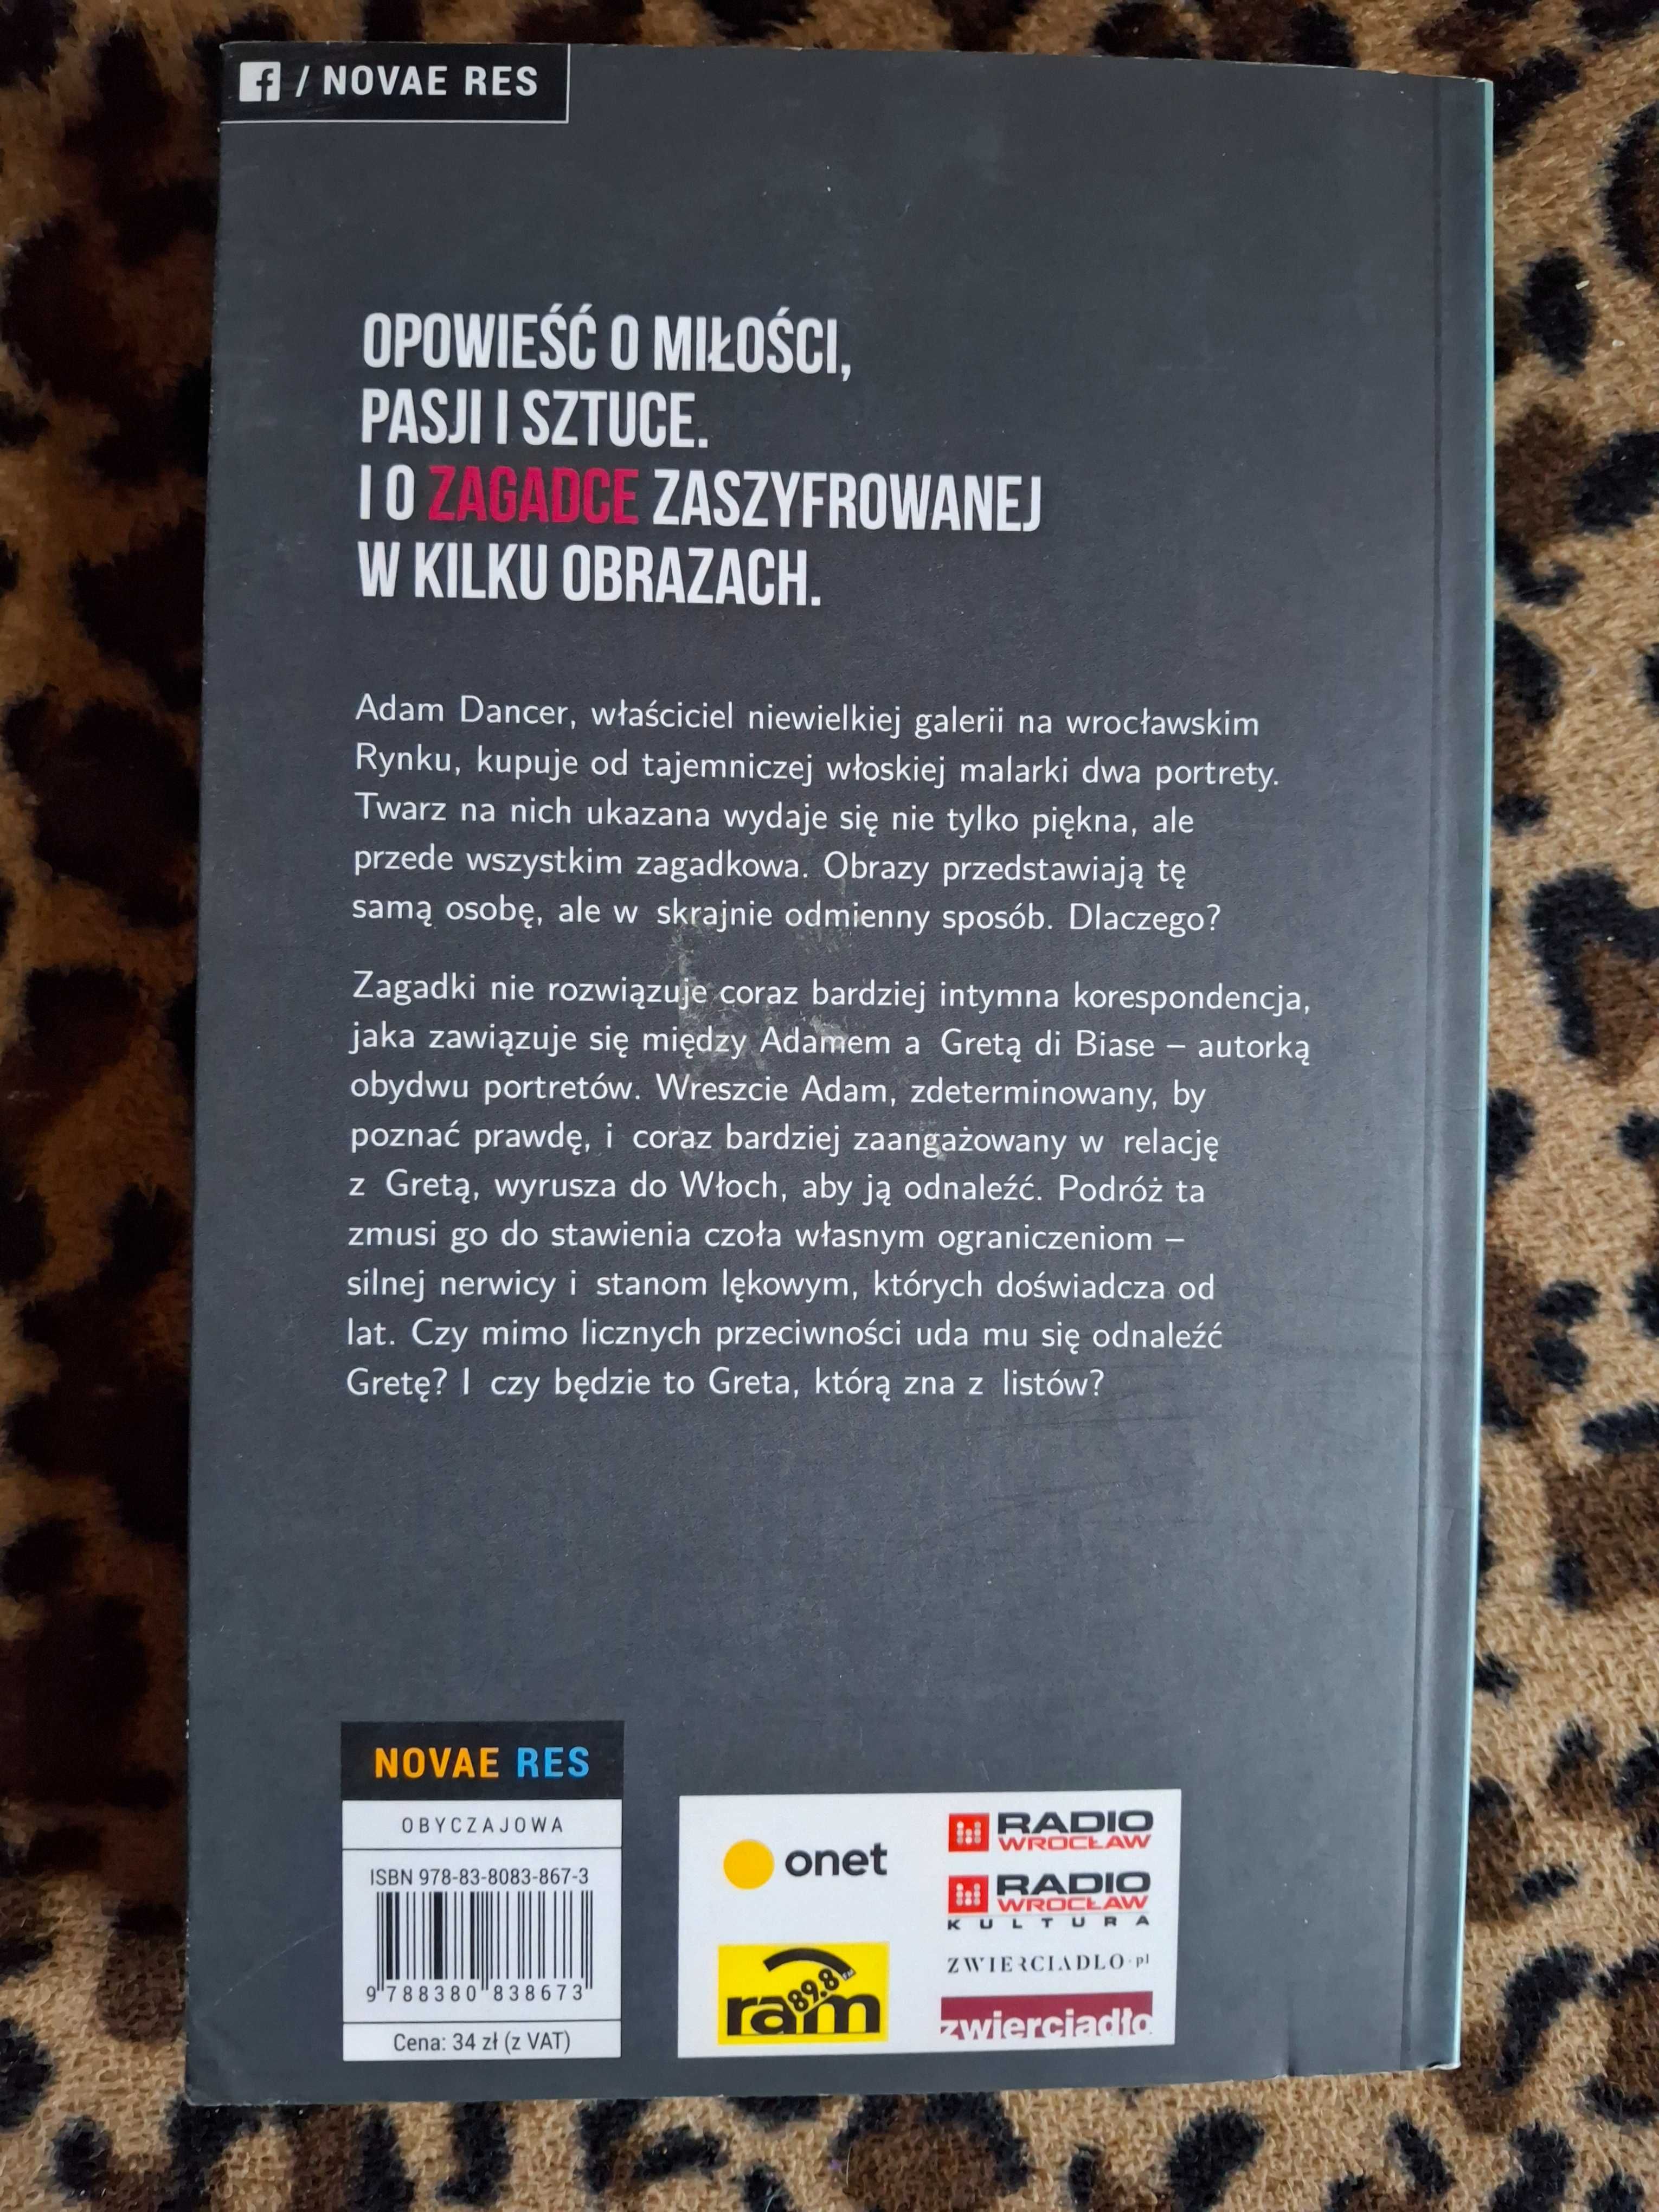 f / NOVAE RES
OPOWIEŚĆ O MIŁOŚCI,
PASJI I SZTUCE.
I O ZAGADCE ZASZYFROWANEJ
W KILKU OBRAZACH.
Adam Dancer, właściciel niewielkiej galerii na wrocławskim
Rynku, kupuje od tajemniczej włoskiej malarki dwa portrety.
Twarz na nich ukazana wydaje się nie tylko piękna, ale
przede wszystkim zagadkowa. Obrazy przedstawiają tę
samą osobę, ale w skrajnie odmienny sposób. Dlaczego?
Zagadki nie rozwiązuje coraz bardziej intymna korespondencja,
jaka zawiązuje się między Adamem a Gretą di Biase – autorką
obydwu portretów. Wreszcie Adam, zdeterminowany, by
poznać prawdę, i coraz bardziej zaangażowany w relację
z Gretą, wyrusza do Włoch, aby ją odnaleźć. Podróż ta
zmusi go do stawienia czoła własnym ograniczeniom –
silnej nerwicy i stanom lękowym, których doświadcza od
lat. Czy mimo licznych przeciwności uda mu się odnaleźć
Gretę? I czy będzie to Greta, którą zna z listów?
NOVAE RES
OBYCZAJOWA
ISBN 978-83-8083-867-3
9 788380 838673
Cena: 34 zł (z VAT)
onet
ram 89.8 FM
RADIO
WROCŁAW
RADIO
WROCŁAW
KULTURA
ZWIERCIADLO.pl
zwierciadło